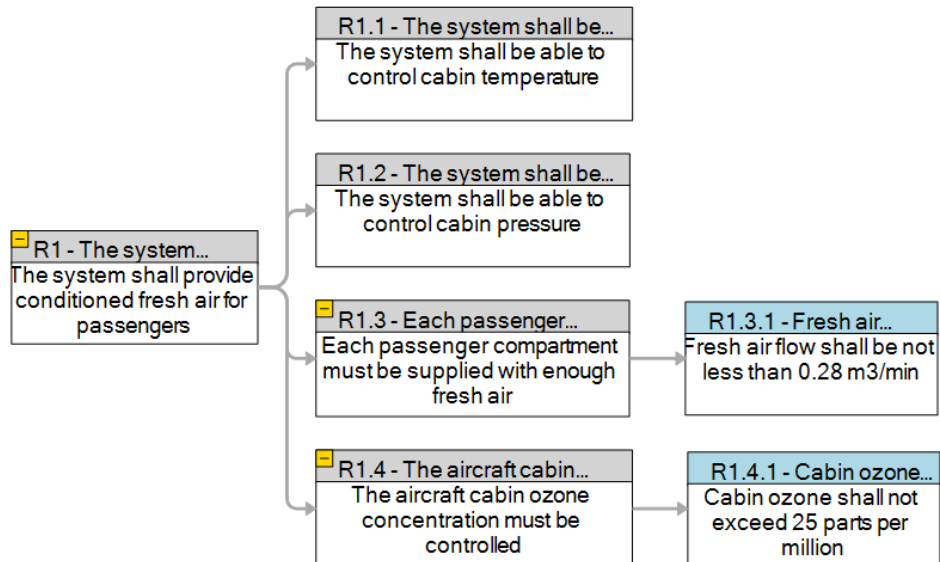 R1.1 - The system shall be...
The system shall be able to
control cabin temperature
R1.2 - The system shall be...
The system shall be able to
control cabin pressure
R1 - The system...
The system shall provide
conditioned fresh air for
passengers
R1.3 - Each passenger...
Each passenger compartment
must be supplied with enough
fresh air
R1.3.1 - Fresh air...
Fresh air flow shall be not
less than 0.28 m3/min
R1.4 - The aircraft cabin...
The aircraft cabin ozone
concentration must be
controlled
R1.4.1 - Cabin ozone...
Cabin ozone shall not
exceed 25 parts per
million